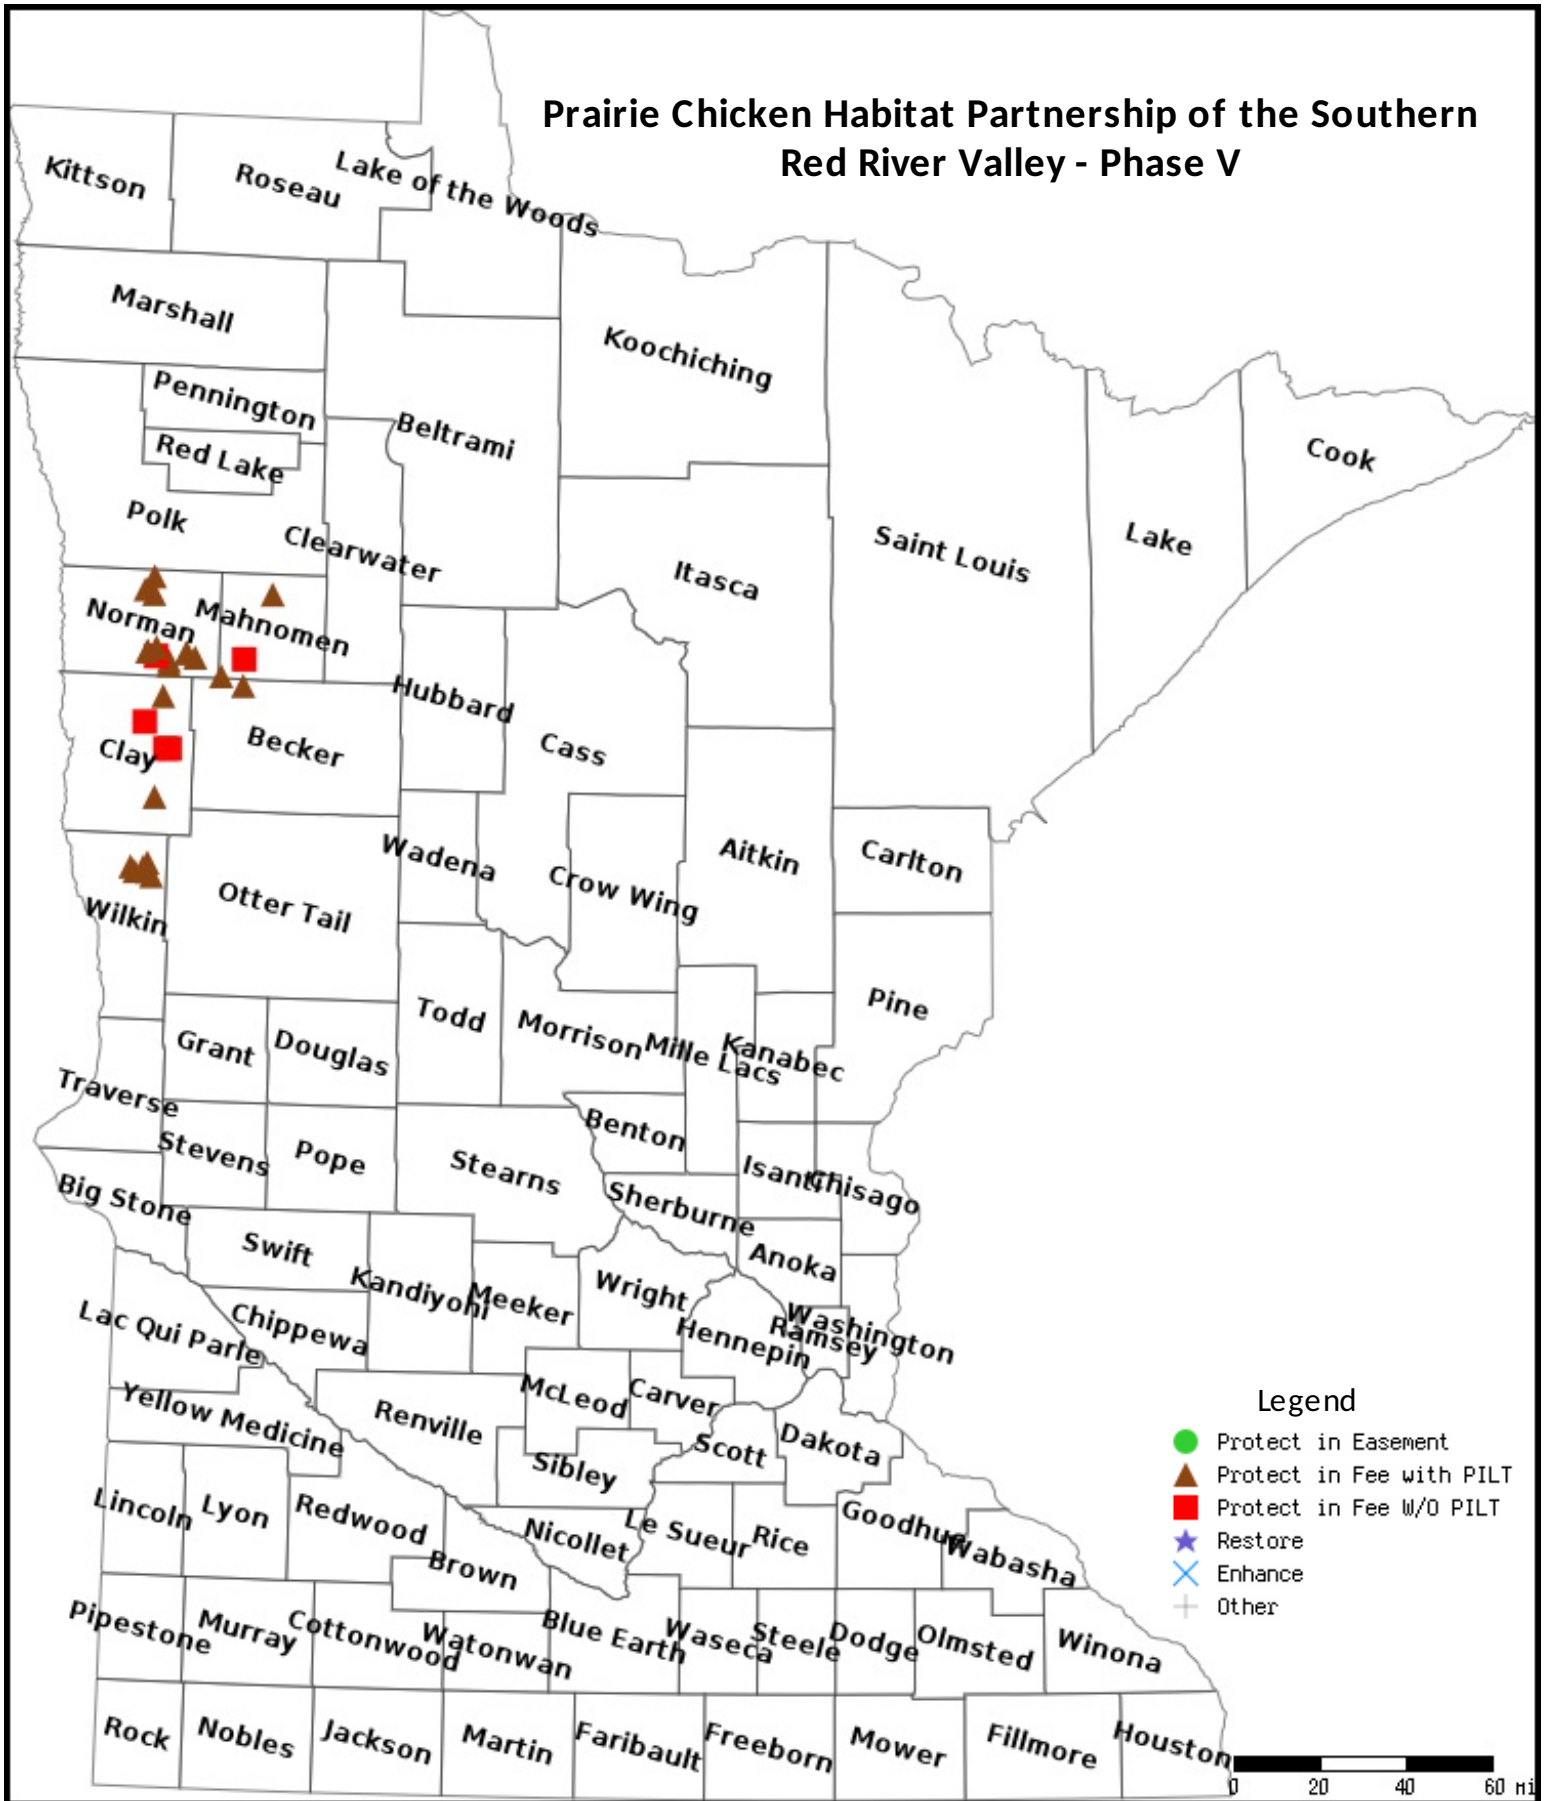 Prairie Chicken Habitat Partnership of the Southern
Red River Valley - Phase V
Kittson
Roseau
Lake of the Woods
Marshall
Koochiching
Pennington
Beltrami
Red Lake
Cook
Polk
Clearwater
Itasca
Saint Louis
Lake
Norman
Mahnomen
Hubbard
Cass
Clay
Becker
Wadena
Crow Wing
Aitkin
Carlton
Otter Tail
Wilkin
Todd
Morrison
Mille Lacs
Kanabec
Pine
Grant
Douglas
Traverse
Stevens
Pope
Stearns
Benton
Isanti
Chisago
Big Stone
Sherburne
Swift
Anoka
Kandiyohi
Meeker
Wright
Lac Qui Parle
Chippewa
Hennepin
Ramsey
Washington
McLeod
Carver
Yellow Medicine
Renville
Scott
Dakota
Sibley
Lincoln
Lyon
Redwood
Nicollet
Le Sueur
Rice
Goodhue
Wabasha
Brown
Pipestone
Murray
Cottonwood
Watonwan
Blue Earth
Waseca
Steele
Dodge
Olmsted
Winona
Rock
Nobles
Jackson
Martin
Faribault
Freeborn
Mower
Fillmore
Houston
Legend
Protect in Easement
Protect in Fee with PILT
Protect in Fee W/O PILT
Restore
Enhance
Other
0 20 40 60 mi